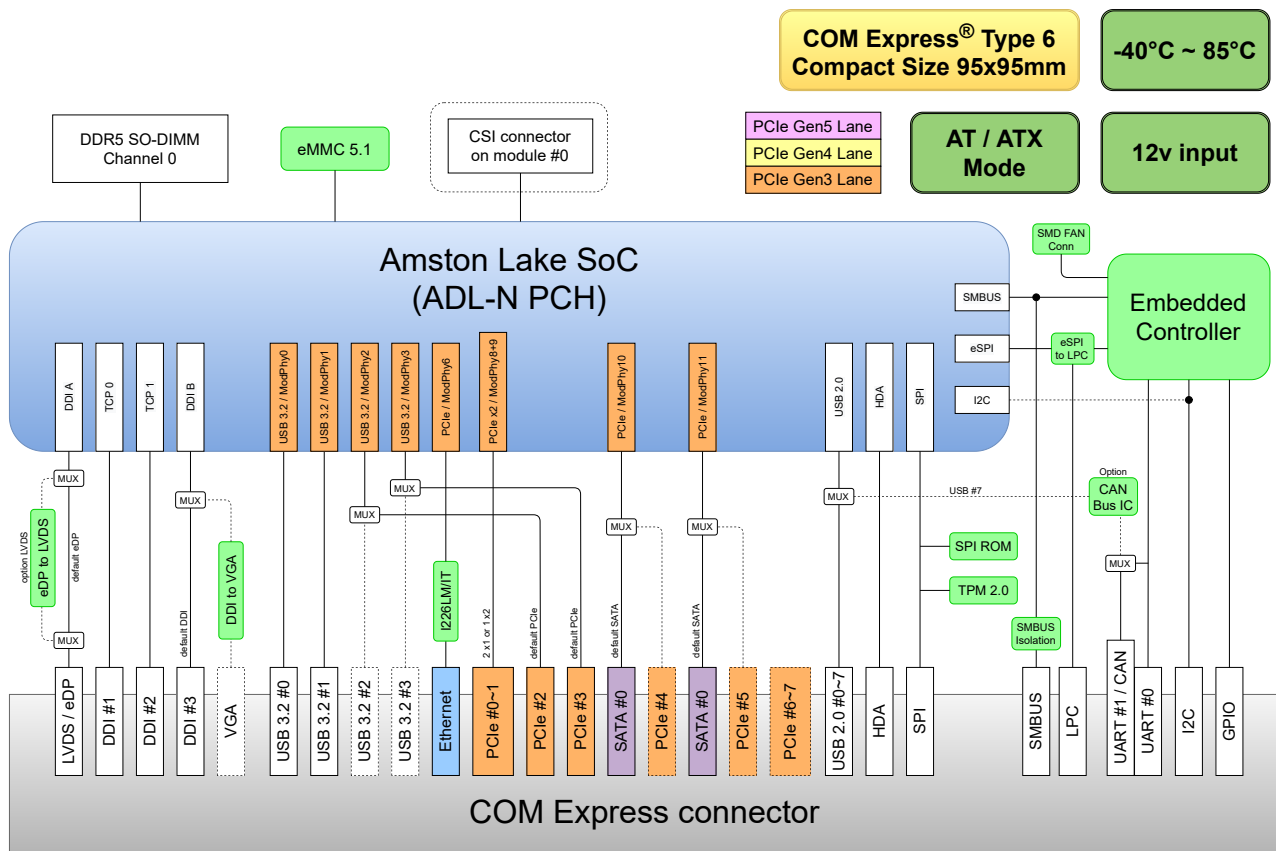 COM Express® Type 6
Compact Size 95x95mm
-40°C ~ 85°C
PCIe Gen5 Lane
PCIe Gen4 Lane
PCIe Gen3 Lane
AT / ATX
Mode
12v input
DDR5 SO-DIMM
Channel 0
eMMC 5.1
CSI connector
on module #0
Amston Lake SoC
(ADL-N PCH)
SMD FAN
Conn
Embedded
Controller
SMBUS
eSPI
eSPI
to LPC
I2C
DDI A
TCP 0
TCP 1
DDI B
USB 3.2 / ModPhy0
USB 3.2 / ModPhy1
USB 3.2 / ModPhy2
USB 3.2 / ModPhy3
PCIe / ModPhy6
PCIe x2 / ModPhy8+9
PCIe / ModPhy10
PCIe / ModPhy11
USB 2.0
HDA
SPI
MUX
MUX
MUX
MUX
MUX
MUX
MUX
USB #7
Option
CAN
Bus IC
option LVDS
eDP to LVDS
default eDP
MUX
default DDI
DDI to VGA
I226LM/IT
2 x1 or 1 x2
default PCIe
default PCIe
default SATA
default SATA
SPI ROM
TPM 2.0
MUX
SMBUS
Isolation
LVDS / eDP
DDI #1
DDI #2
DDI #3
VGA
USB 3.2 #0
USB 3.2 #1
USB 3.2 #2
USB 3.2 #3
Ethernet
PCIe #0~1
PCIe #2
PCIe #3
SATA #0
PCIe #4
SATA #0
PCIe #5
PCIe #6~7
USB 2.0 #0~7
HDA
SPI
SMBUS
LPC
UART #1 / CAN
UART #0
I2C
GPIO
COM Express connector